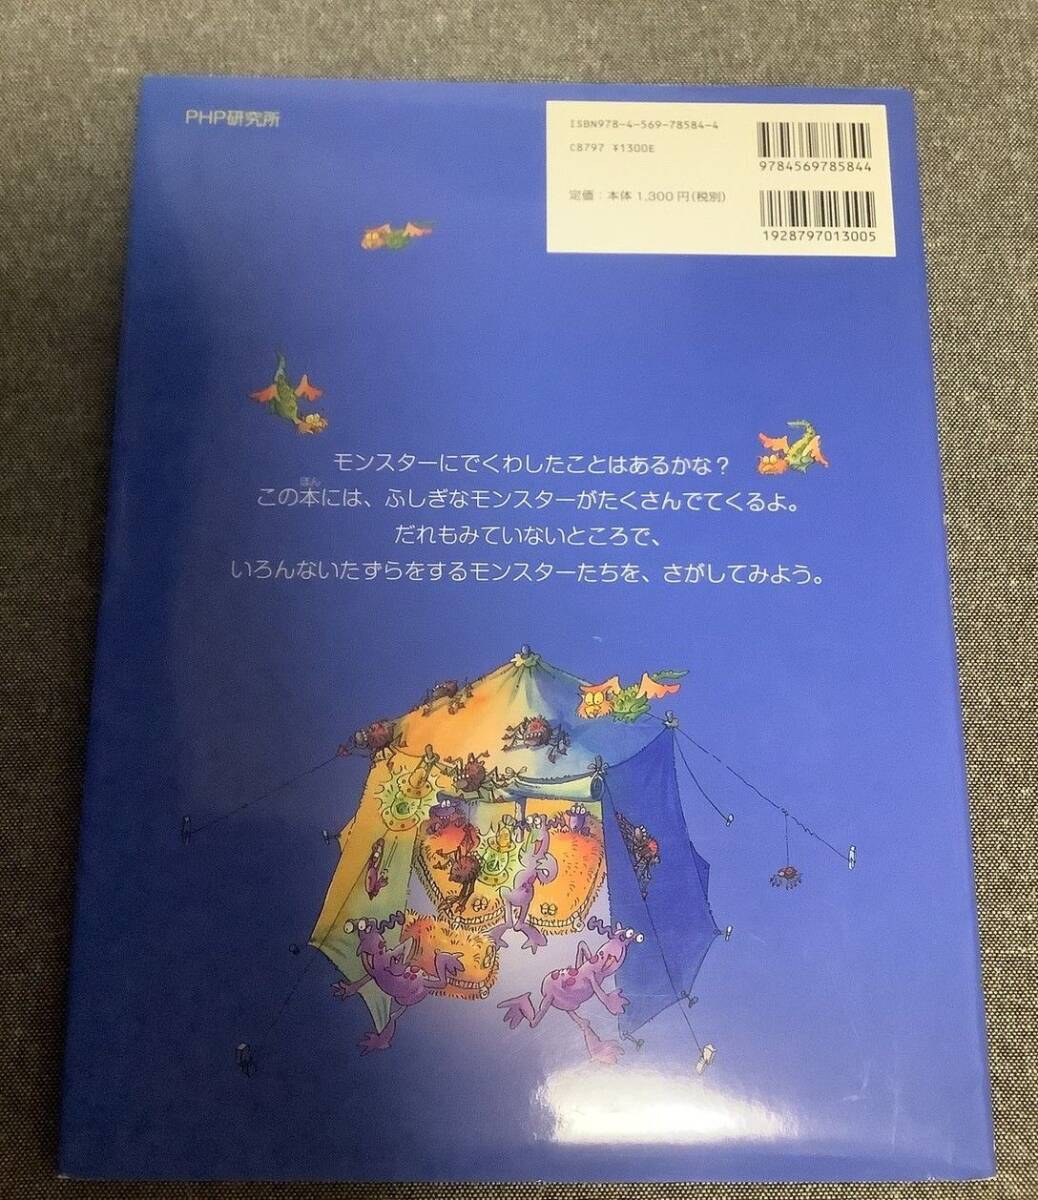 PHP研究所
ISBN978-4-569-78584-4
C8797 ¥1300E
定価：本体1,300円(税別)
9784569785844
1928797013005
モンスターにでくわしたことはあるかな？
ほん
この本には、ふしぎなモンスターがたくさんでてくるよ。
だれもみていないところで、
いろんないたずらをするモンスターたちを、さがしてみよう。